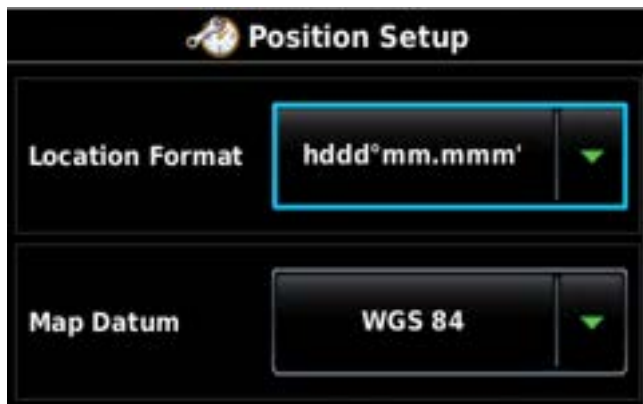 Position Setup
Location Format
hddd°mm.mmm'
Map Datum
WGS 84